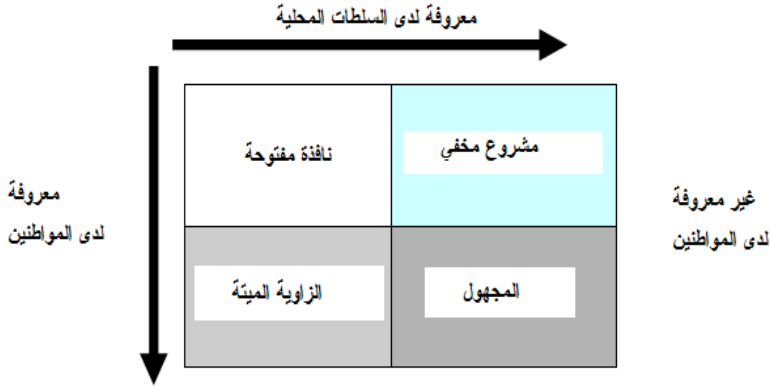 معروفة لدى السلطات المحلية
مشروع مخفي
نافذة مفتوحة
معروفة
لدى المواطنين
غير معروفة
لدى المواطنين
الزاوية الميتة
المجهول